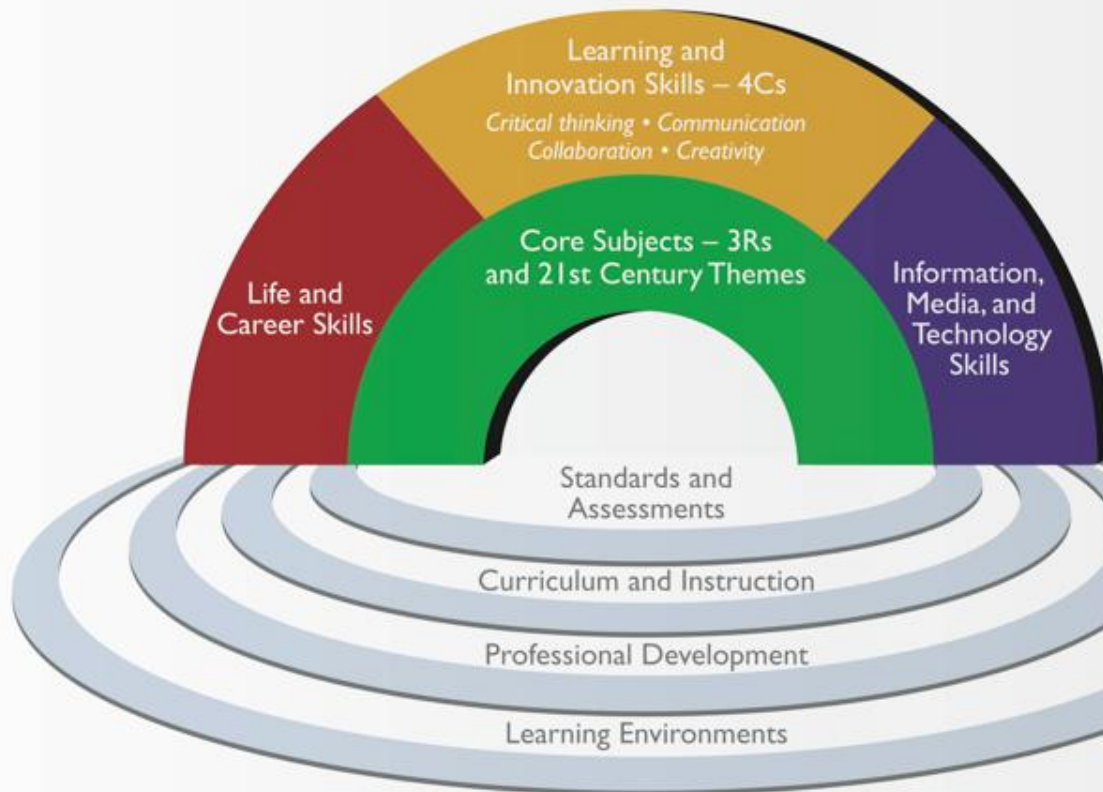 Learning and
Innovation Skills – 4Cs
Critical thinking • Communication
Collaboration • Creativity
Core Subjects – 3Rs
and 21st Century Themes
Life and
Career Skills
Information,
Media, and
Technology
Skills
Standards and
Assessments
Curriculum and Instruction
Professional Development
Learning Environments